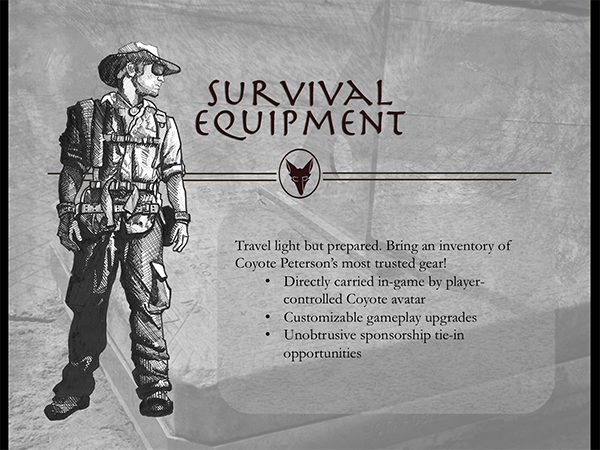 SURVIVAL
EQUIPMENT
Travel light but prepared. Bring an inventory of
Coyote Peterson's most trusted gear!
• Directly carried in-game by player-
controlled Coyote avatar
• Customizable gameplay upgrades
• Unobtrusive sponsorship tie-in
opportunities